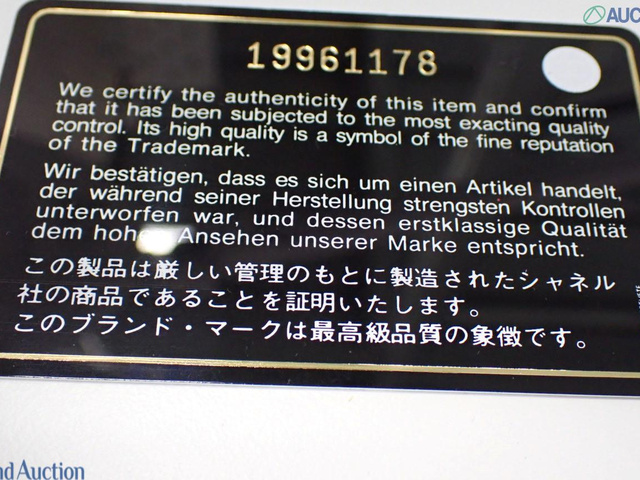 AUC
19961178
We certify the authenticity of this item and confirm
that it has been subjected to the most exacting quality
control. Its high quality is a symbol of the fine reputation
of the Trademark.
Wir bestätigen, dass es sich um einen Artikel handelt,
der während seiner Herstellung strengsten Kontrollen
unterworfen war, und dessen erstklassige Qualität
dem hohen Ansehen unserer Marke entspricht.
この製品は厳しい管理のもとに製造されたシャネル
社の商品であることを証明いたします。
このブランド・マークは最高級品質の象徴です。
nd Auction